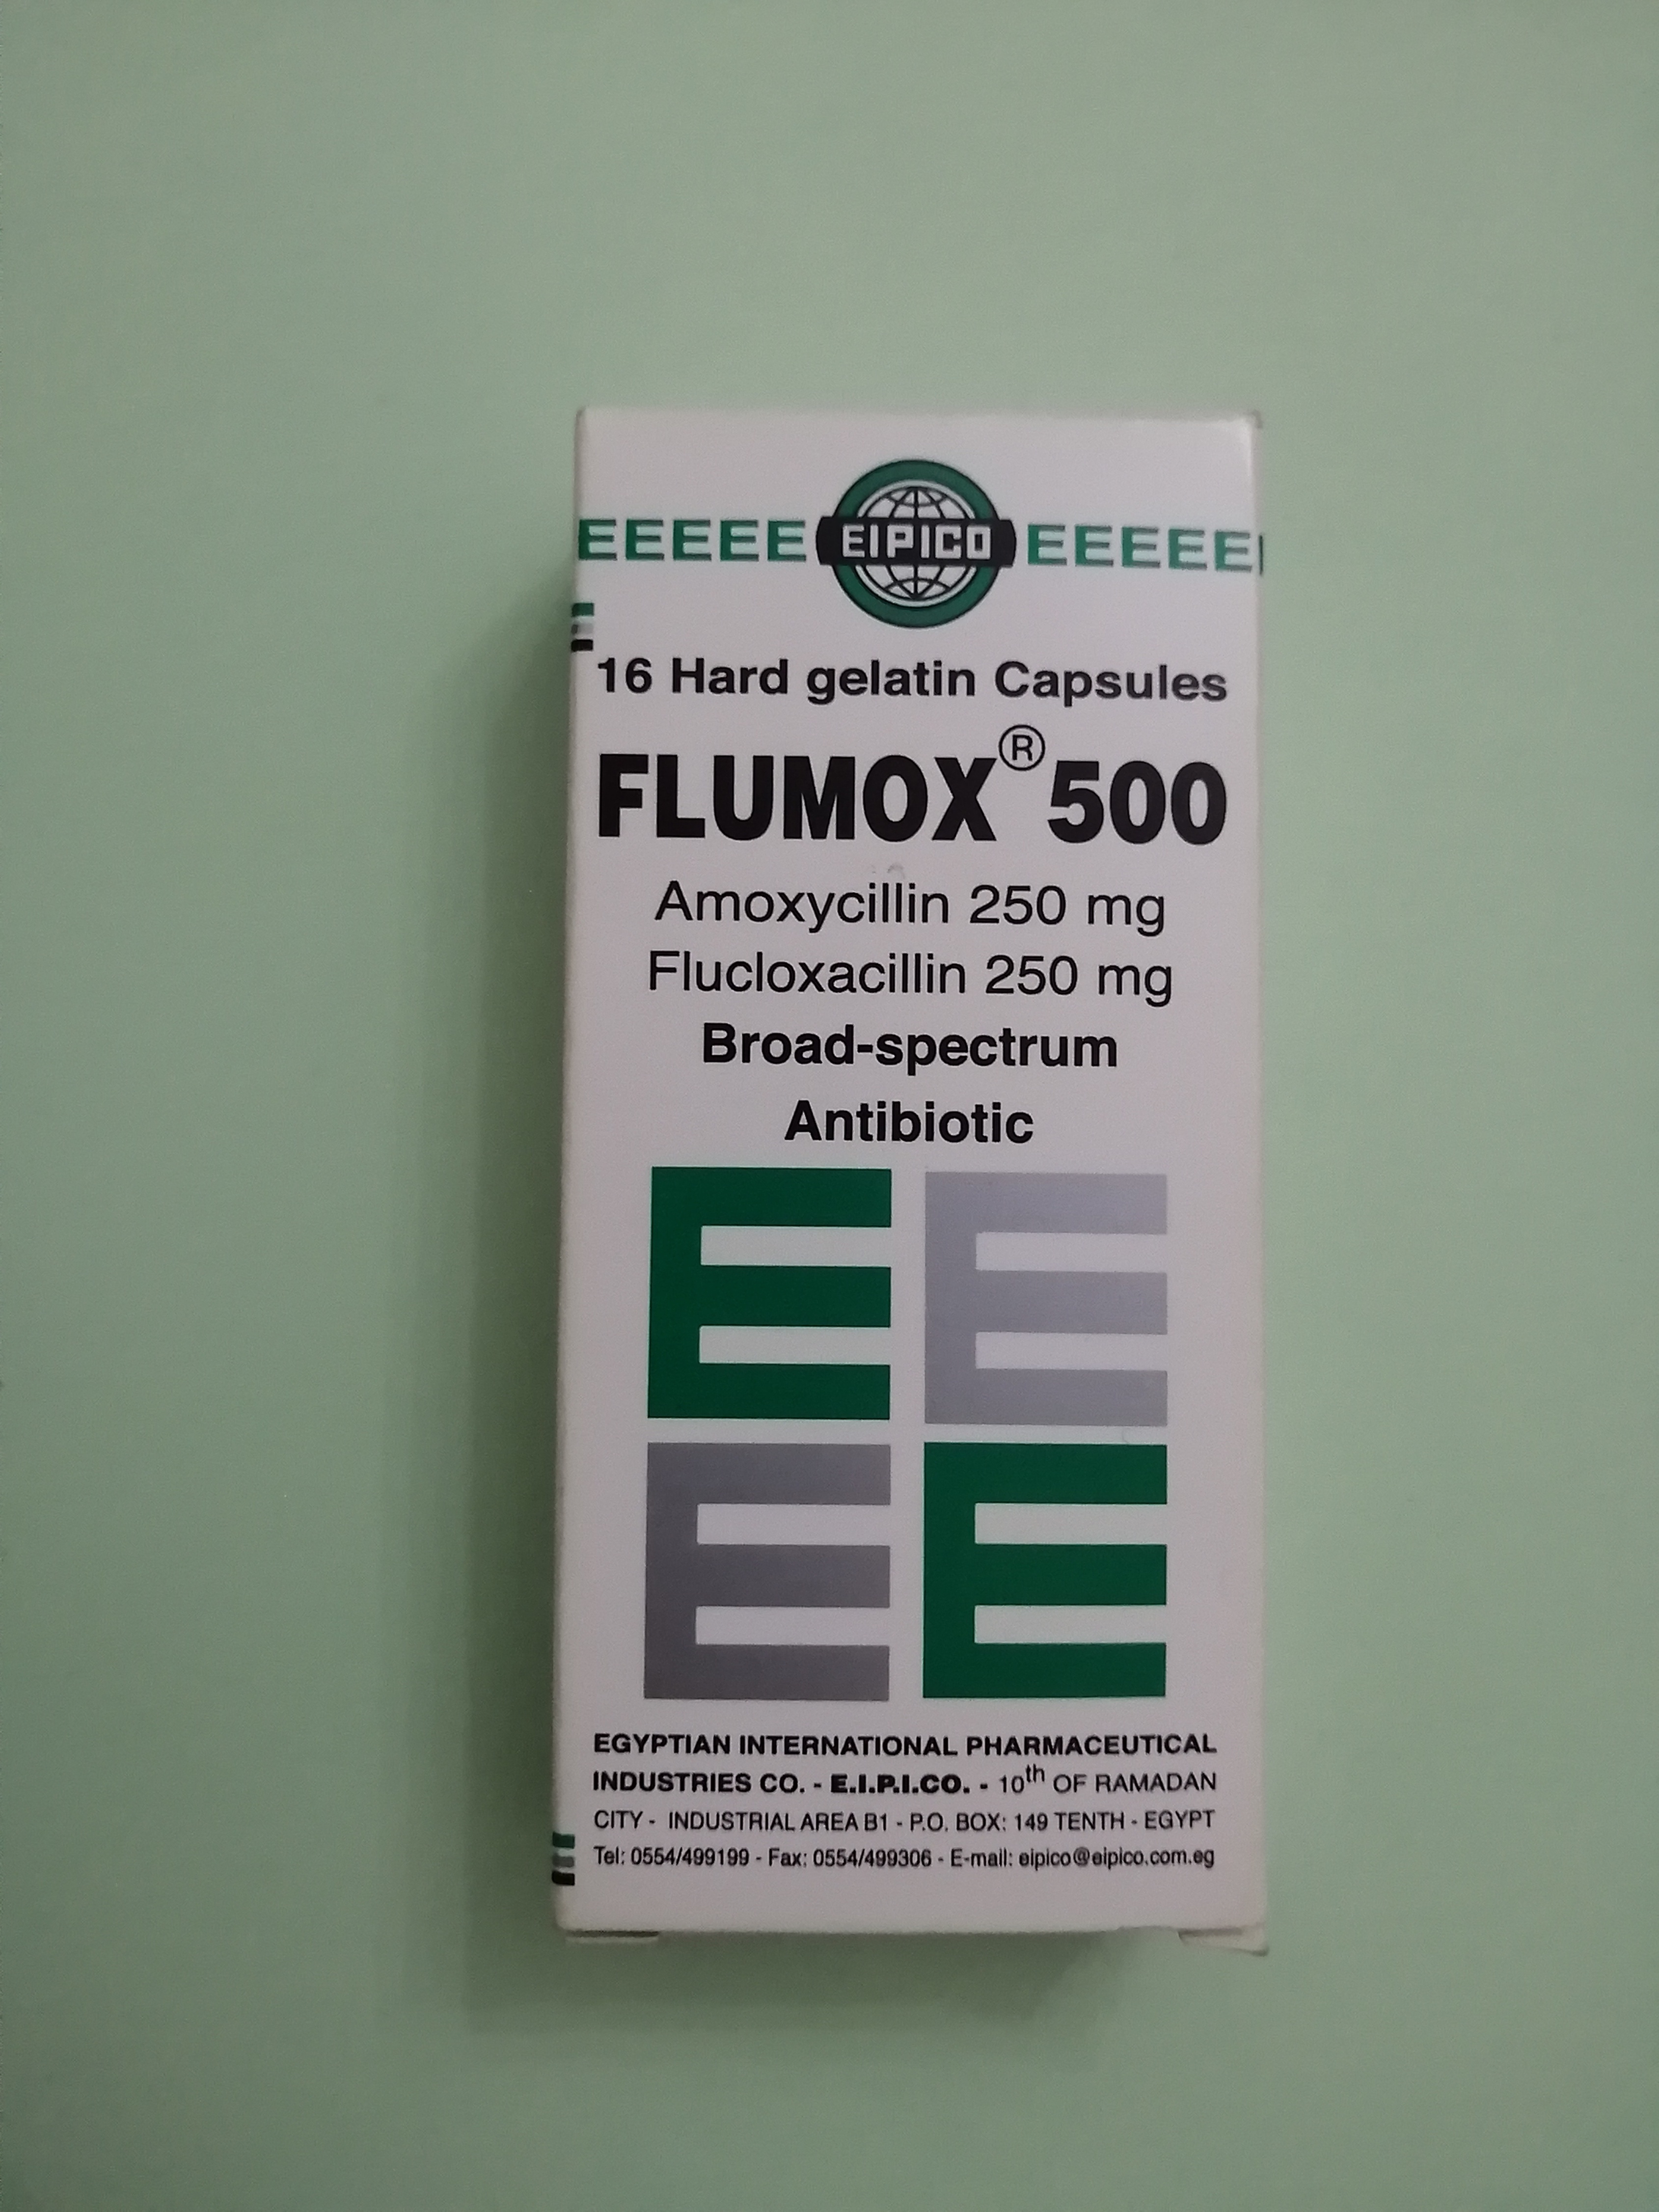 EEEEE EIPICO EEEEE
16 Hard gelatin Capsules
FLUMOX® 500
Amoxycillin 250 mg
Flucloxacillin 250 mg
Broad-spectrum
Antibiotic
E E
E E
EGYPTIAN INTERNATIONAL PHARMACEUTICAL
INDUSTRIES CO. - E.I.P.I.CO. - 10th OF RAMADAN
CITY - INDUSTRIAL AREA B1 - P.O. BOX: 149 TENTH - EGYPT
Tel: 0554/499199 - Fax: 0554/499306 - E-mail: eipico@eipico.com.eg